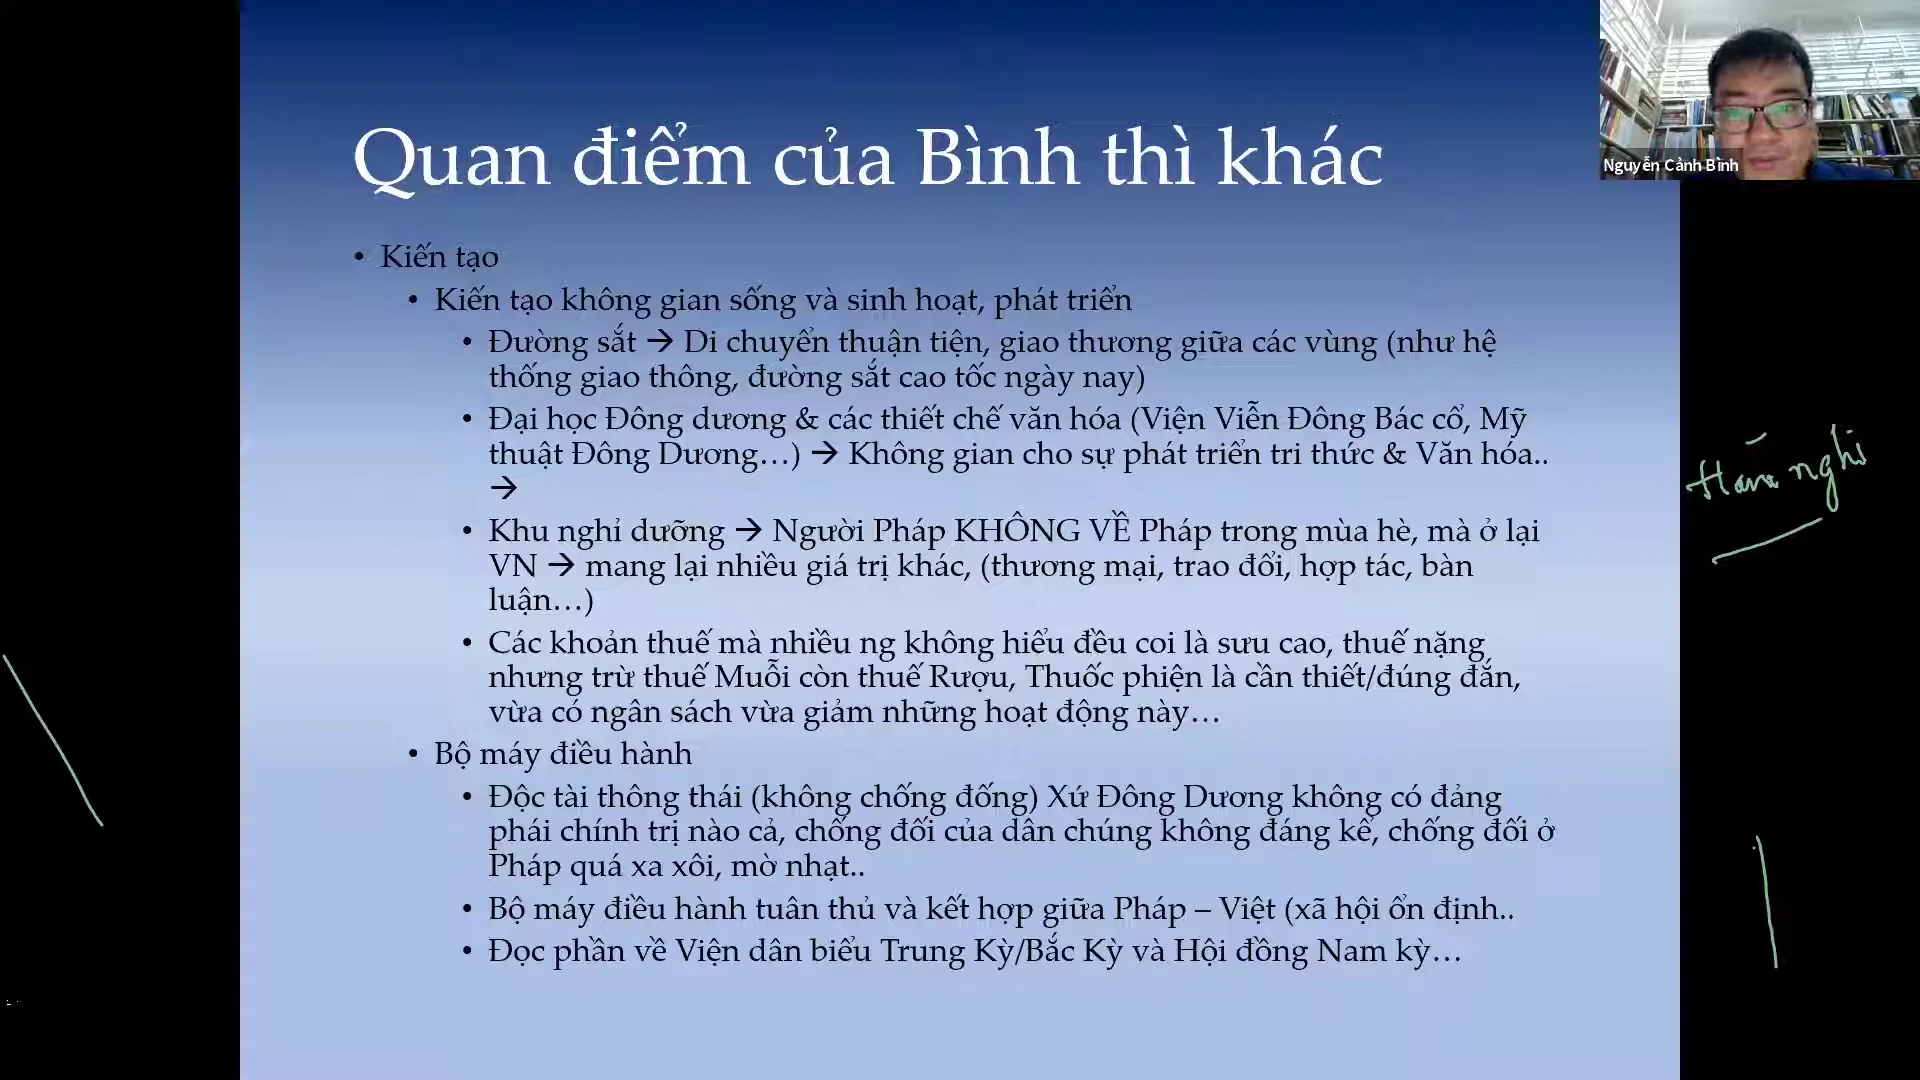 Quan điểm của Bình thì khác
Nguyễn Cảnh Bình
• Kiến tạo
• Kiến tạo không gian sống và sinh hoạt, phát triển
• Đường sắt → Di chuyển thuận tiện, giao thương giữa các vùng (như hệ
thống giao thông, đường sắt cao tốc ngày nay)
• Đại học Đông dương & các thiết chế văn hóa (Viện Viễn Đông Bác cổ, Mỹ
thuật Đông Dương…) → Không gian cho sự phát triển tri thức & Văn hóa..
→
• Khu nghỉ dưỡng → Người Pháp KHÔNG VỀ Pháp trong mùa hè, mà ở lại
VN → mang lại nhiều giá trị khác, (thương mại, trao đổi, hợp tác, bàn
luận…)
• Các khoản thuế mà nhiều ng không hiểu đều coi là sưu cao, thuế nặng
nhưng trừ thuế Muỗi còn thuế Rượu, Thuốc phiện là cần thiết/đúng đắn,
vừa có ngân sách vừa giảm những hoạt động này…
• Bộ máy điều hành
• Độc tài thông thái (không chống đống) Xứ Đông Dương không có đảng
phái chính trị nào cả, chống đối của dân chúng không đáng kể, chống đối ở
Pháp quá xa xôi, mờ nhạt..
• Bộ máy điều hành tuân thủ và kết hợp giữa Pháp – Việt (xã hội ổn định..
• Đọc phần về Viện dân biểu Trung Kỳ/Bắc Kỳ và Hội đồng Nam kỳ…
nghi